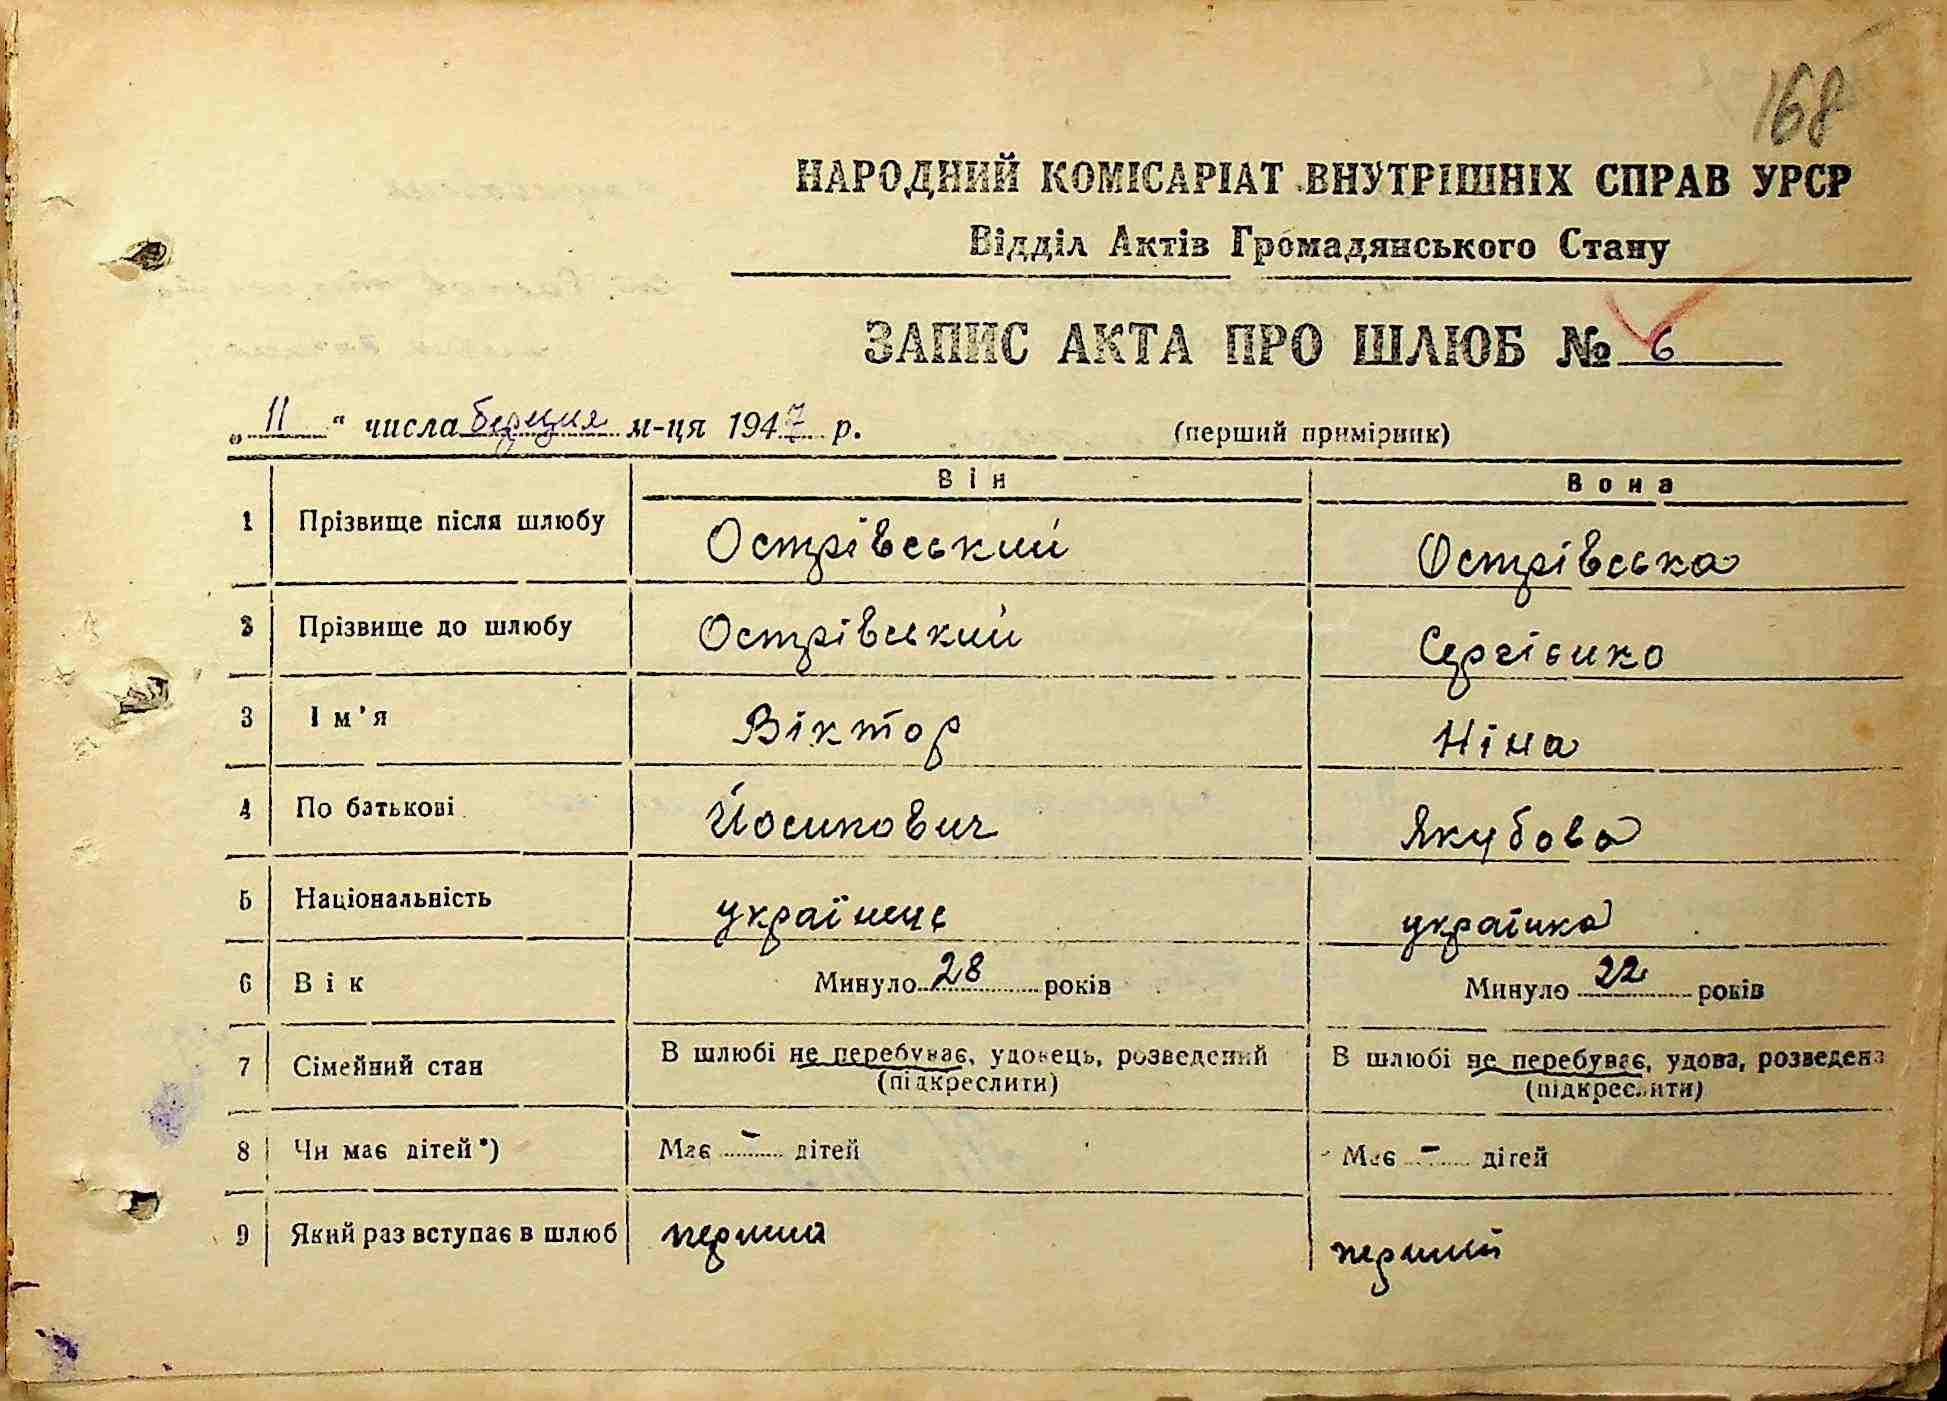 168
НАРОДНИЙ КОМІСАРІАТ ВНУТРІШНІХ СПРАВ УРСР
Відділ Актів Громадянського Стану
ЗАПИС АКТА ПРО ШЛЮБ № 6
„11“ числа березня м-ця 1947 р. (перший примірник)
Він Вона
1 Прізвище після шлюбу Острівський Острівська
2 Прізвище до шлюбу Острівський Сергієнко
3 Ім'я Віктор Ніна
4 По батькові Йосипович Якубова
5 Національність українець українка
6 Вік Минуло 28 років Минуло 22 років
7 Сімейний стан В шлюбі не перебуває, удовець, розведений В шлюбі не перебуває, удова, розведена
(підкреслити) (підкреслити)
8 Чи має дітей*) Має – дітей Має – дітей
9 Який раз вступає в шлюб перший перший